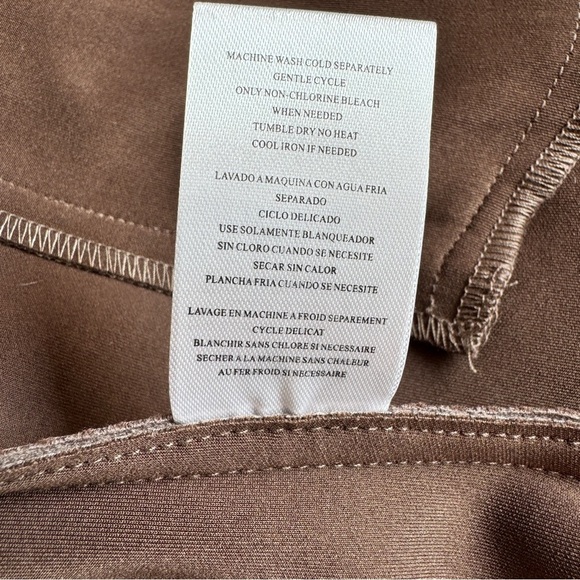 MACHINE WASH COLD SEPARATELY
GENTLE CYCLE
ONLY NON-CHLORINE BLEACH
WHEN NEEDED
TUMBLE DRY NO HEAT
COOL IRON IF NEEDED
LAVADO A MAQUINA CON AGUA FRIA
SEPARADO
CICLO DELICADO
USE SOLAMENTE BLANQUEADOR
SIN CLORO CUANDO SE NECESITE
SECAR SIN CALOR
PLANCHA FRIA CUANDO SE NECESITE
LAVAGE EN MACHINE A FROID SEPAREMENT
CYCLE DELICAT
BLANCHIR SANS CHLORE SI NECESSAIRE
SECHER A LA MACHINE SANS CHALEUR
AU FER FROID SI NECESSAIRE